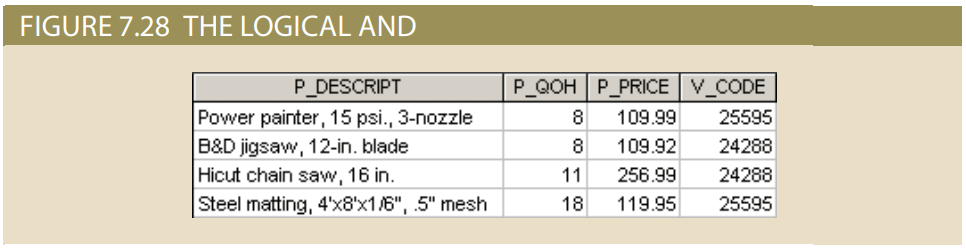 FIGURE 7.28 THE LOGICAL AND
P_DESCRIPT P_QOH P_PRICE V_CODE
Power painter, 15 psi., 3-nozzle 8 109.99 25595
B&D jigsaw, 12-in. blade 8 109.92 24288
Hicut chain saw, 16 in. 11 256.99 24288
Steel matting, 4'x8'x1/6", .5" mesh 18 119.95 25595